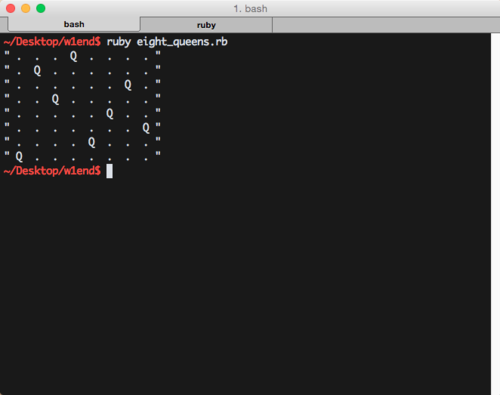 1. bash
bash ruby
~/Desktop/w1end$ ruby eight_queens.rb
" .  .  .  Q  .  .  .  . "
" .  Q  .  .  .  .  .  . "
" .  .  .  .  .  .  Q  . "
" .  .  Q  .  .  .  .  . "
" .  .  .  .  .  Q  .  . "
" .  .  .  .  .  .  .  Q "
" .  .  .  .  Q  .  .  . "
" Q  .  .  .  .  .  .  . "
~/Desktop/w1end$